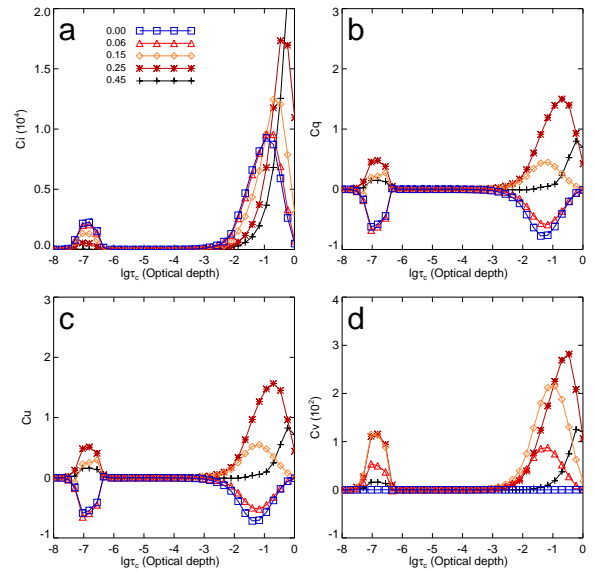 a
2.0
1.5
1.0
0.5
0.0
Ci (10⁴)
0.00
0.06
0.15
0.25
0.45
-8 -7 -6 -5 -4 -3 -2 -1 0
lgτc (Optical depth)
b
3
2
1
0
-1
Cq
-8 -7 -6 -5 -4 -3 -2 -1 0
lgτc (Optical depth)
c
3
2
1
0
-1
Cu
-8 -7 -6 -5 -4 -3 -2 -1 0
lgτc (Optical depth)
d
4
3
2
1
0
-1
Cv (10²)
-8 -7 -6 -5 -4 -3 -2 -1 0
lgτc (Optical depth)